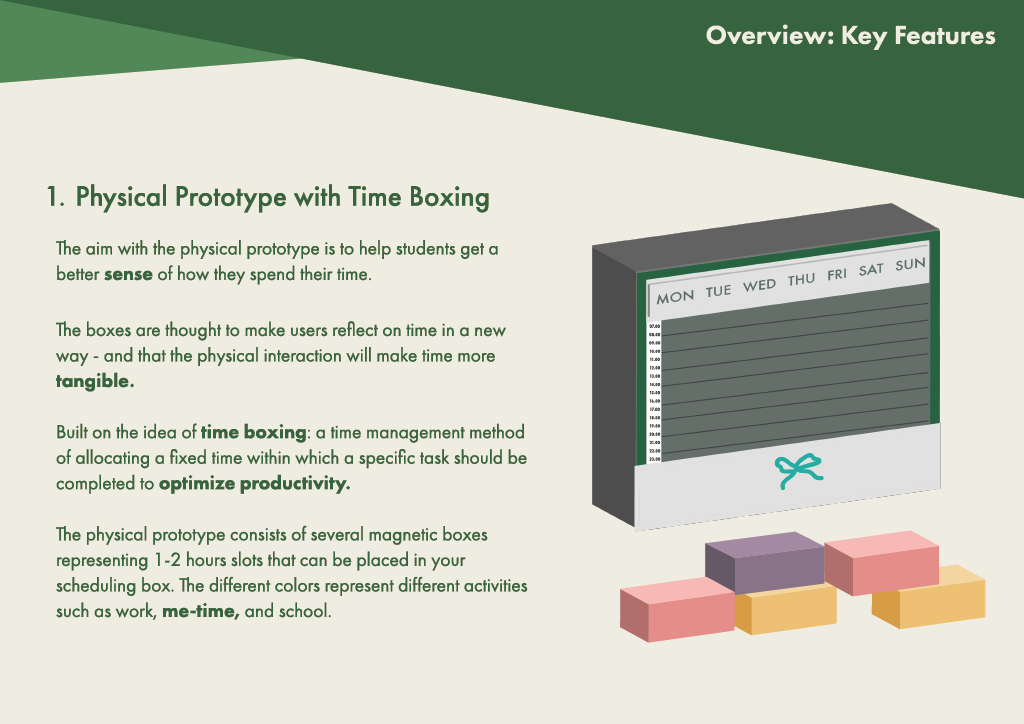 Overview: Key Features
1. Physical Prototype with Time Boxing
The aim with the physical prototype is to help students get a
better sense of how they spend their time.
The boxes are thought to make users reflect on time in a new
way - and that the physical interaction will make time more
tangible.
Built on the idea of time boxing: a time management method
of allocating a fixed time within which a specific task should be
completed to optimize productivity.
The physical prototype consists of several magnetic boxes
representing 1-2 hours slots that can be placed in your
scheduling box. The different colors represent different activities
such as work, me-time, and school.
MON TUE WED THU FRI SAT SUN
07.00
08.00
09.00
10.00
11.00
12.00
13.00
14.00
15.00
16.00
17.00
18.00
19.00
20.00
21.00
22.00
23.00